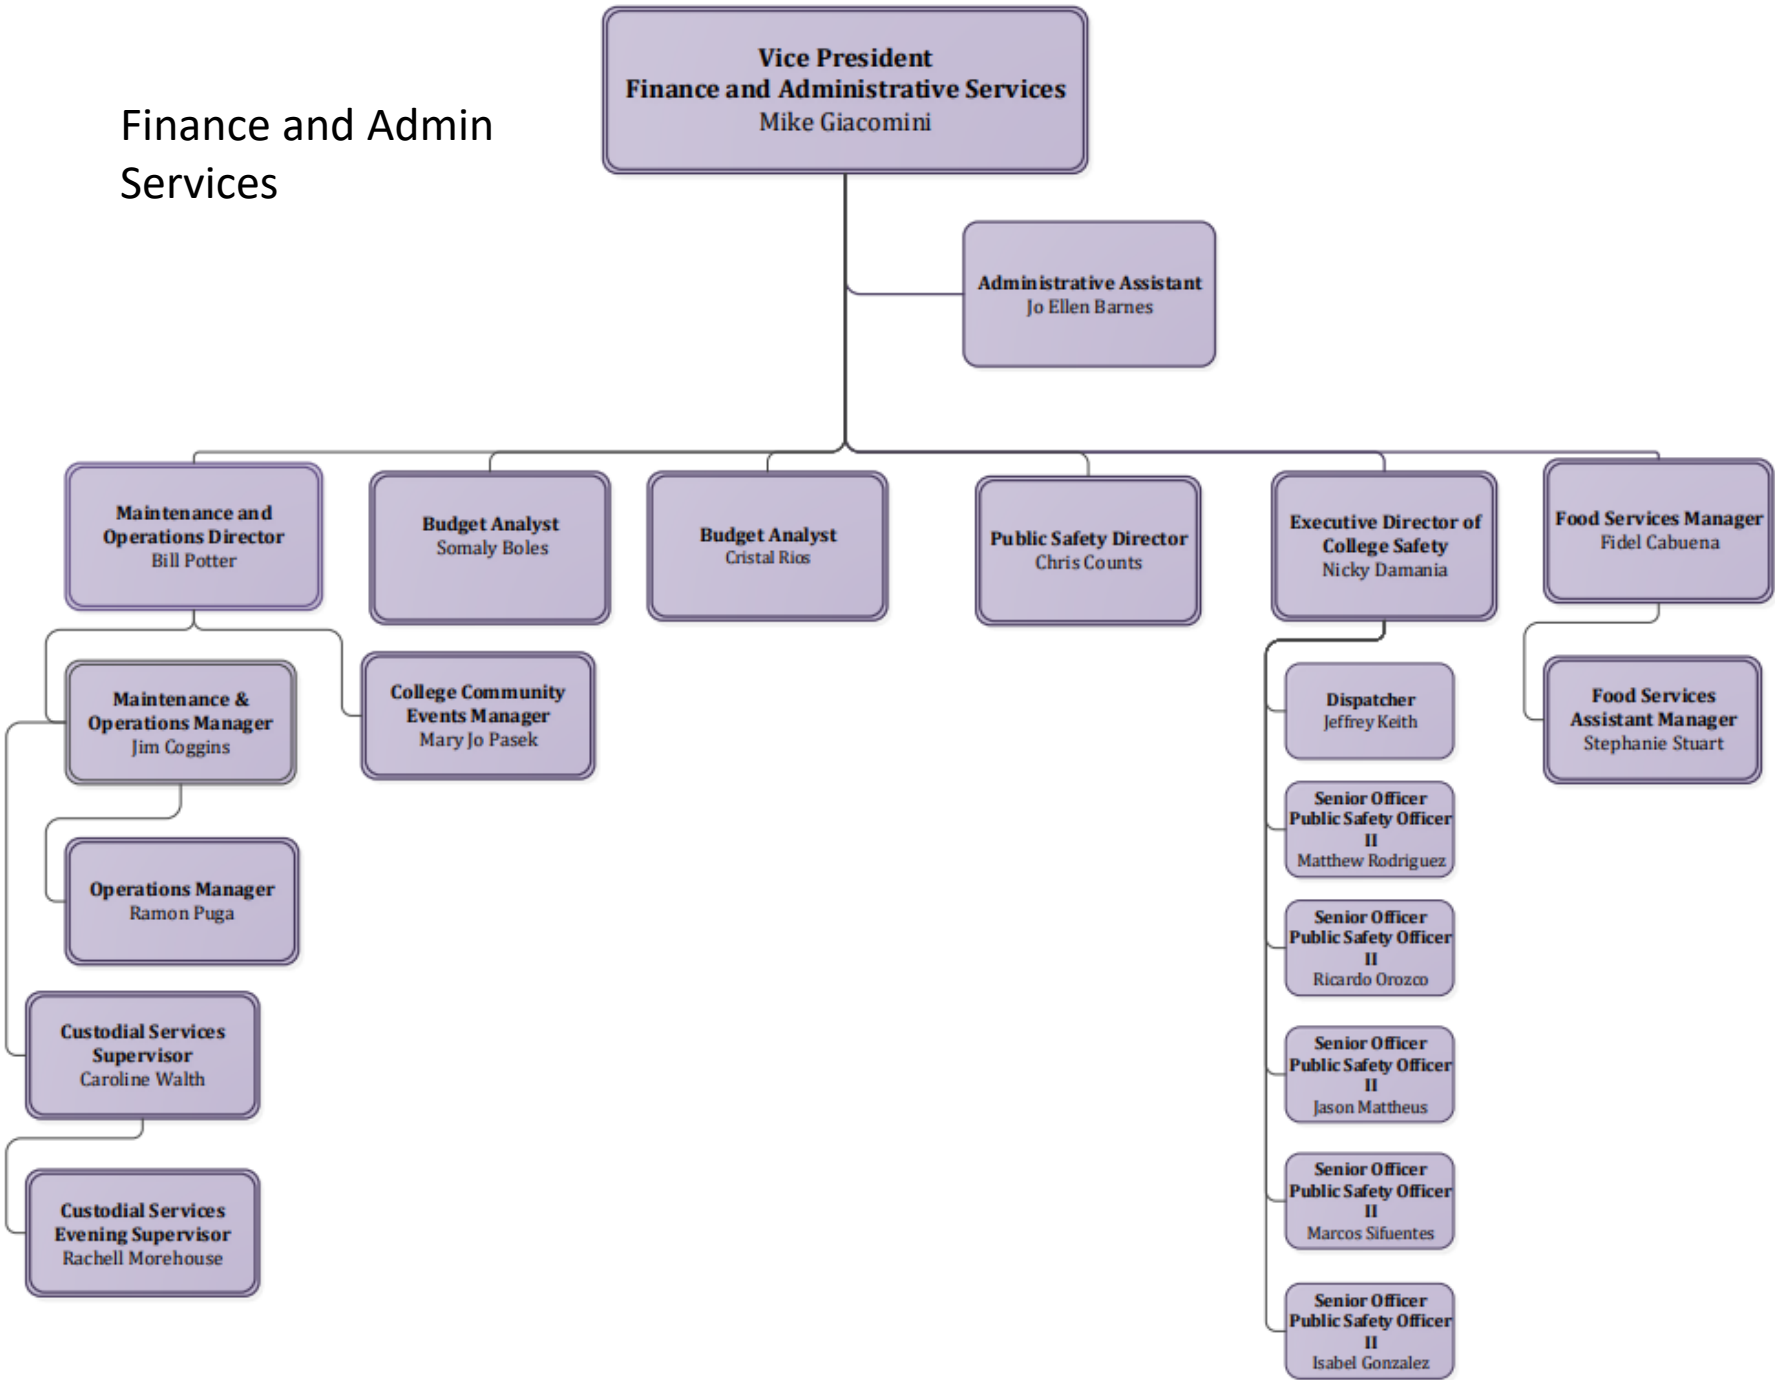 Finance and Admin
Services
Vice President
Finance and Administrative Services
Mike Giacomini
Administrative Assistant
Jo Ellen Barnes
Maintenance and
Operations Director
Bill Potter
Budget Analyst
Somaly Boles
Budget Analyst
Cristal Rios
Public Safety Director
Chris Counts
Executive Director of
College Safety
Nicky Damania
Food Services Manager
Fidel Cabuena
Maintenance &
Operations Manager
Jim Coggins
College Community
Events Manager
Mary Jo Pasek
Dispatcher
Jeffrey Keith
Food Services
Assistant Manager
Stephanie Stuart
Senior Officer
Public Safety Officer
II
Matthew Rodriguez
Operations Manager
Ramon Puga
Senior Officer
Public Safety Officer
II
Ricardo Orozco
Custodial Services
Supervisor
Caroline Walth
Senior Officer
Public Safety Officer
II
Jason Mattheus
Custodial Services
Evening Supervisor
Rachell Morehouse
Senior Officer
Public Safety Officer
II
Marcos Sifuentes
Senior Officer
Public Safety Officer
II
Isabel Gonzalez